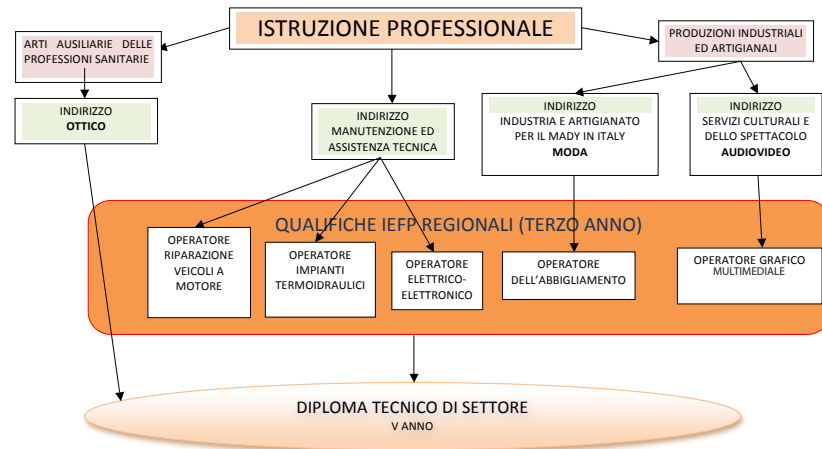 ISTRUZIONE PROFESSIONALE
ARTI AUSILIARIE DELLE
PROFESSIONI SANITARIE
PRODUZIONI INDUSTRIALI
ED ARTIGIANALI
INDIRIZZO
OTTICO
INDIRIZZO
MANUTENZIONE ED
ASSISTENZA TECNICA
INDIRIZZO
INDUSTRIA E ARTIGIANATO
PER IL MADY IN ITALY
MODA
INDIRIZZO
SERVIZI CULTURALI E
DELLO SPETTACOLO
AUDIOVIDEO
QUALIFICHE IEFP REGIONALI (TERZO ANNO)
OPERATORE
RIPARAZIONE
VEICOLI A
MOTORE
OPERATORE
IMPIANTI
TERMOIDRAULICI
OPERATORE
ELETTRICO-
ELETTRONICO
OPERATORE
DELL'ABBIGLIAMENTO
OPERATORE GRAFICO
MULTIMEDIALE
DIPLOMA TECNICO DI SETTORE
V ANNO